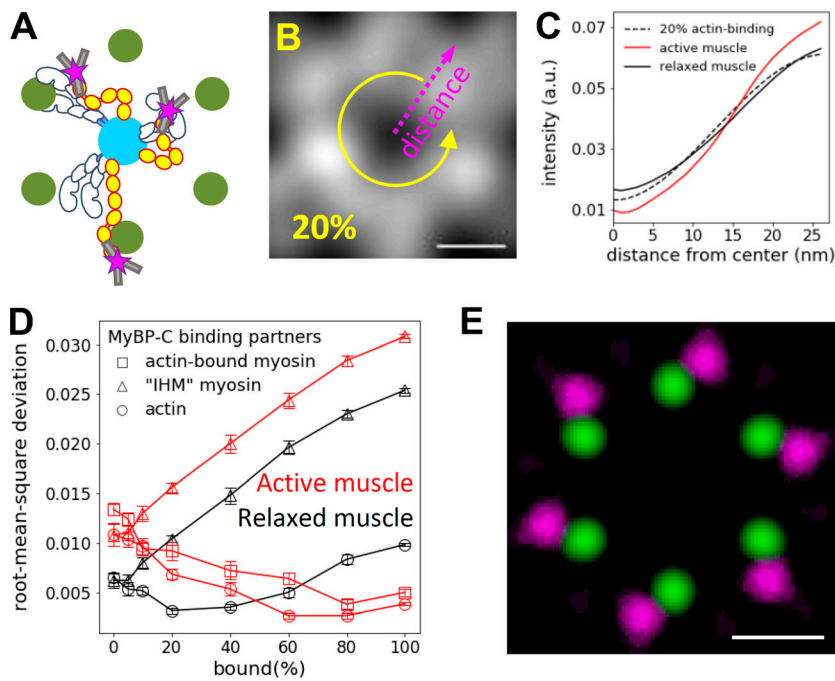 A
B
distance
20%
C
0.07
0.05
0.03
0.01
intensity (a.u.)
20% actin-binding
active muscle
relaxed muscle
0 5 10 15 20 25
distance from center (nm)
D
0.030
0.025
0.020
0.015
0.010
0.005
root-mean-square deviation
MyBP-C binding partners
actin-bound myosin
"IHM" myosin
actin
Active muscle
Relaxed muscle
0 20 40 60 80 100
bound(%)
E